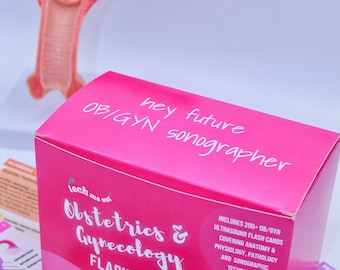 hey future
OB/GYN sonographer
Obstetrics &
Gynecology
INCLUDES 200+ OB/GYN
ULTRASOUND FLASH CARDS
COVERING ANATOMY &
PHYSIOLOGY, PATHOLOGY
AND SONOGRAPHIC